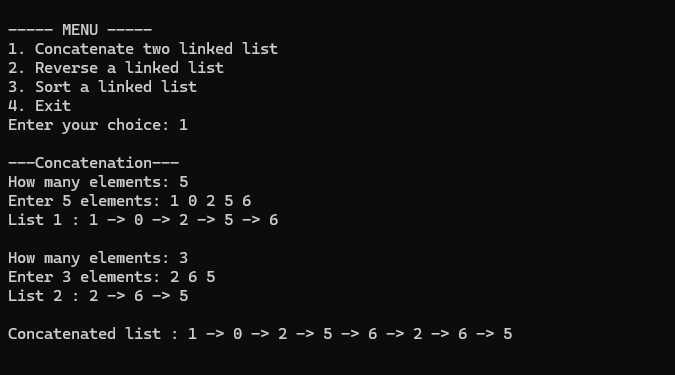 ----- MENU -----
1. Concatenate two linked list
2. Reverse a linked list
3. Sort a linked list
4. Exit
Enter your choice: 1
---Concatenation---
How many elements: 5
Enter 5 elements: 1 0 2 5 6
List 1 : 1 -> 0 -> 2 -> 5 -> 6
How many elements: 3
Enter 3 elements: 2 6 5
List 2 : 2 -> 6 -> 5
Concatenated list : 1 -> 0 -> 2 -> 5 -> 6 -> 2 -> 6 -> 5